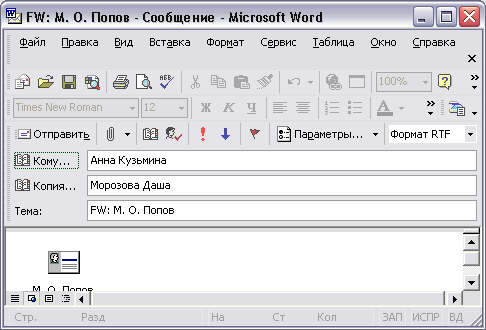 FW: М. О. Попов - Сообщение - Microsoft Word
Файл Правка Вид Вставка Формат Сервис Таблица Окно Справка
100%
Times New Roman 12 Ж К Ч А
Отправить Параметры... Формат RTF
Кому... Анна Кузьмина
Копия... Морозова Даша
Тема: FW: М. О. Попов
М. О. Попов
Стр. Разд На Ст Кол ЗАП ИСПР ВД